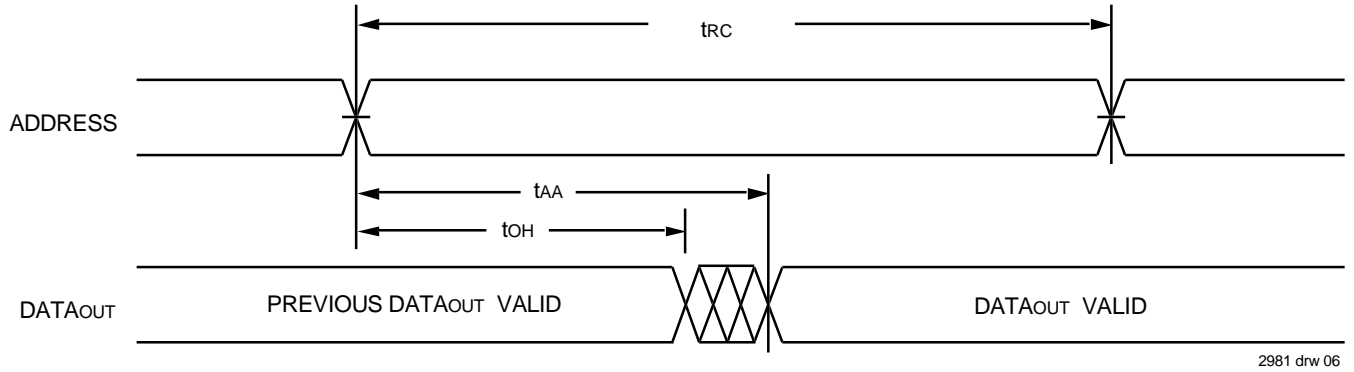 tRC
ADDRESS
tAA
tOH
DATAOUT
PREVIOUS DATAOUT VALID
DATAOUT VALID
2981 drw 06